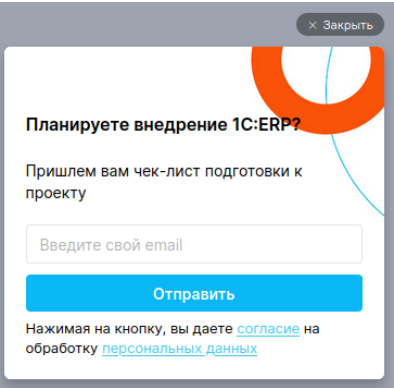 × Закрыть
Планируете внедрение 1С:ERP?
Пришлем вам чек-лист подготовки к
проекту
Введите свой email
Отправить
Нажимая на кнопку, вы даете согласие на
обработку персональных данных